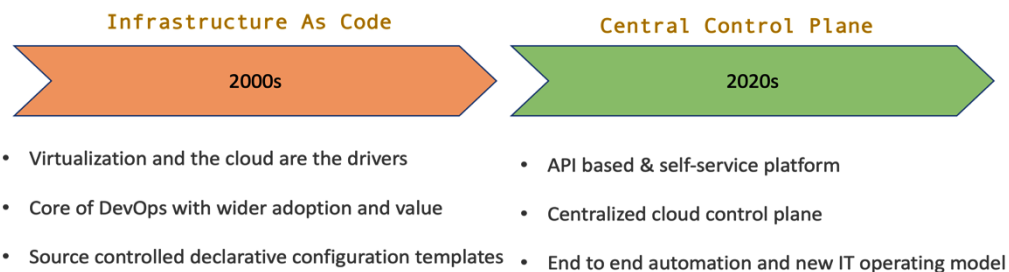 Infrastructure As Code
2000s
• Virtualization and the cloud are the drivers
• Core of DevOps with wider adoption and value
• Source controlled declarative configuration templates
Central Control Plane
2020s
• API based & self-service platform
• Centralized cloud control plane
• End to end automation and new IT operating model